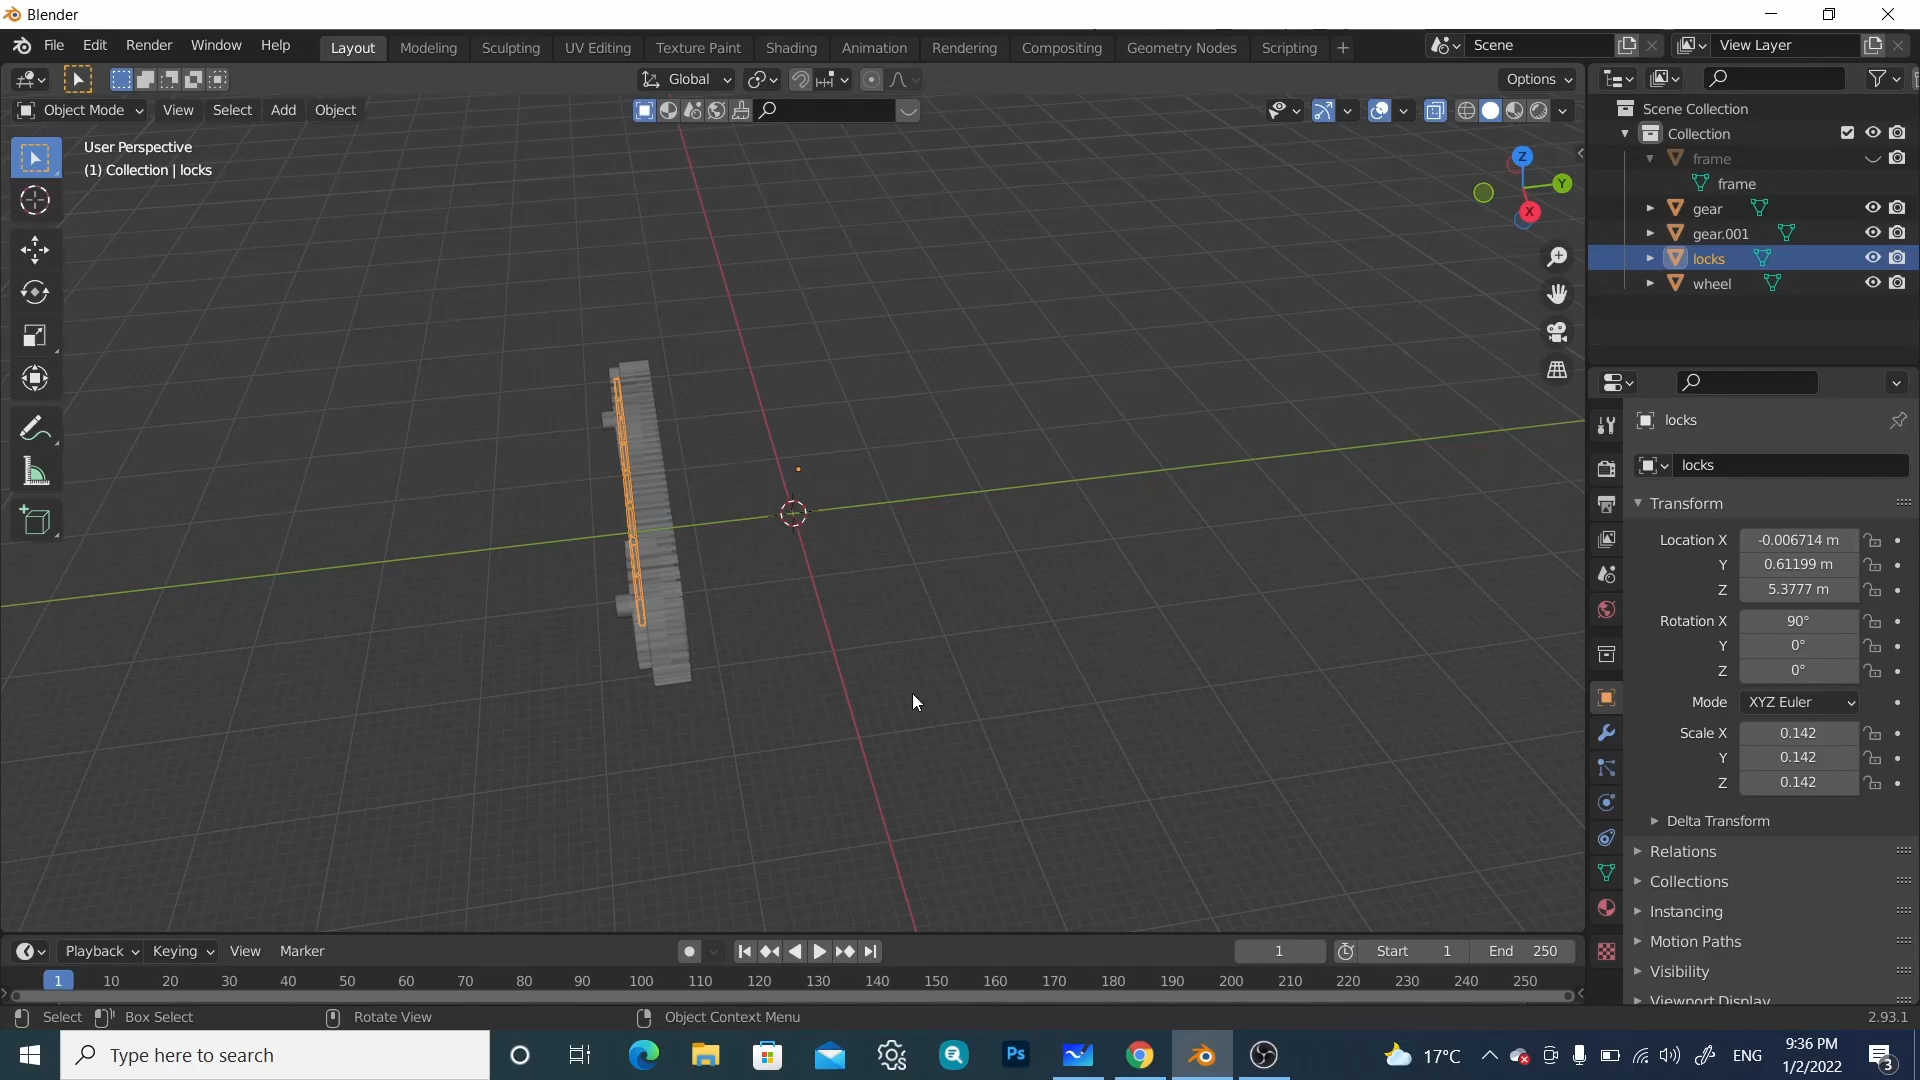 Blender
File Edit Render Window Help Layout Modeling Sculpting UV Editing Texture Paint Shading Animation Rendering Compositing Geometry Nodes Scripting + Scene View Layer
Global Options
Object Mode View Select Add Object
User Perspective
(1) Collection | locks
Z
Y
X
Scene Collection
Collection
frame
frame
gear
gear.001
locks
wheel
locks
locks
Transform
Location X -0.006714 m
Y 0.61199 m
Z 5.3777 m
Rotation X 90°
Y 0°
Z 0°
Mode XYZ Euler
Scale X 0.142
Y 0.142
Z 0.142
Delta Transform
Relations
Collections
Instancing
Motion Paths
Visibility
Viewport Display
Playback Keying View Marker 1 Start 1 End 250
1 10 20 30 40 50 60 70 80 90 100 110 120 130 140 150 160 170 180 190 200 210 220 230 240 250
Select Box Select Rotate View Object Context Menu 2.93.1
Type here to search Ps 17°C ENG 9:36 PM
1/2/2022 3